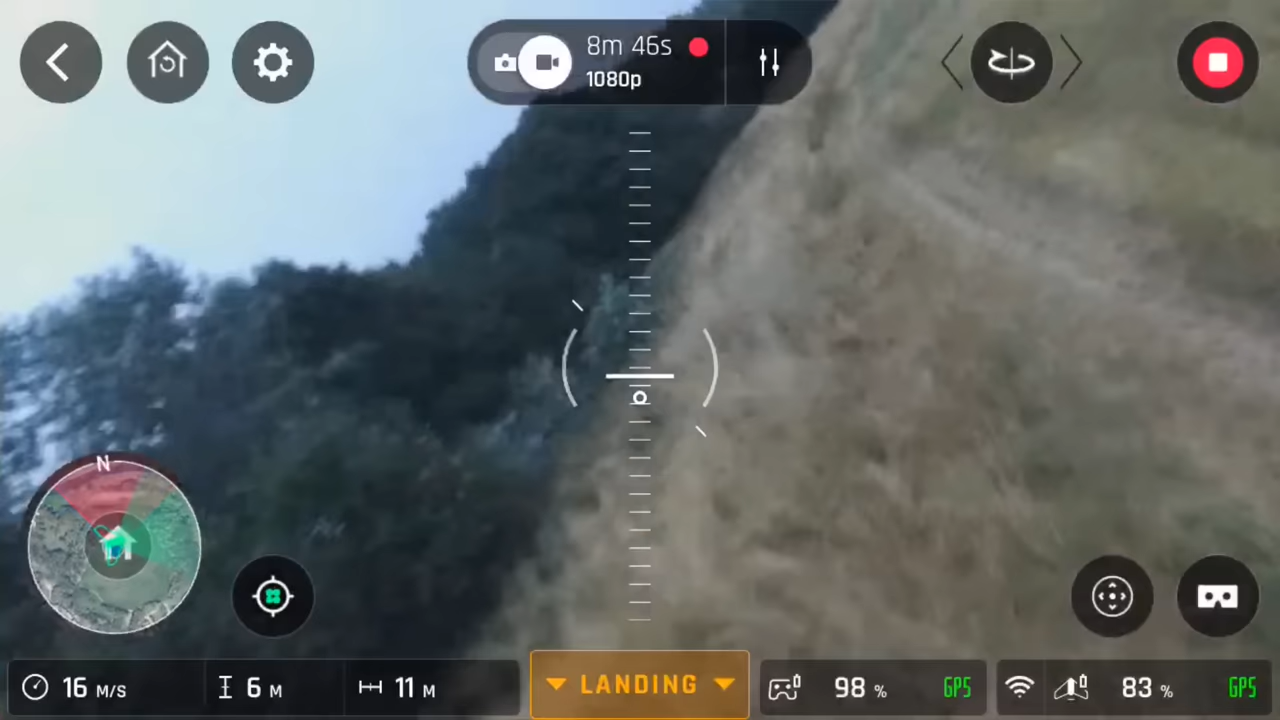 8m 46s
1080p
N
16 M/S
6 M
11 M
LANDING
98 %
GPS
83 %
GPS